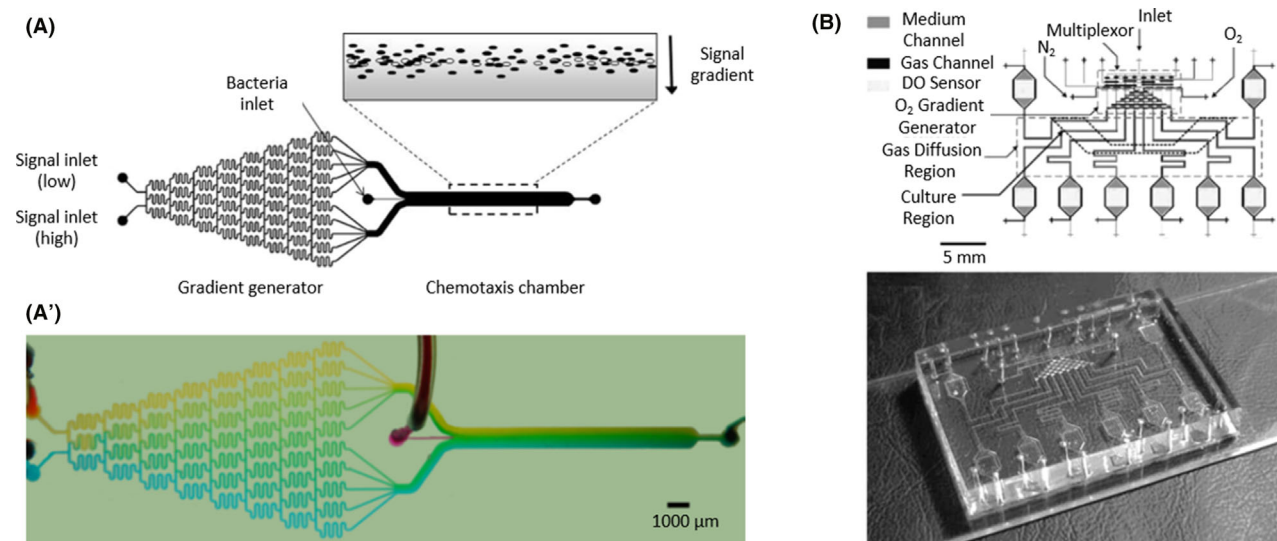 (A)
Signal
gradient
Bacteria
inlet
Signal inlet
(low)
Signal inlet
(high)
Gradient generator
Chemotaxis chamber
(A')
1000 µm
(B)
Medium
Channel
Gas Channel
DO Sensor
Inlet
Multiplexor
N2
O2
O2 Gradient
Generator
Gas Diffusion
Region
Culture
Region
5 mm